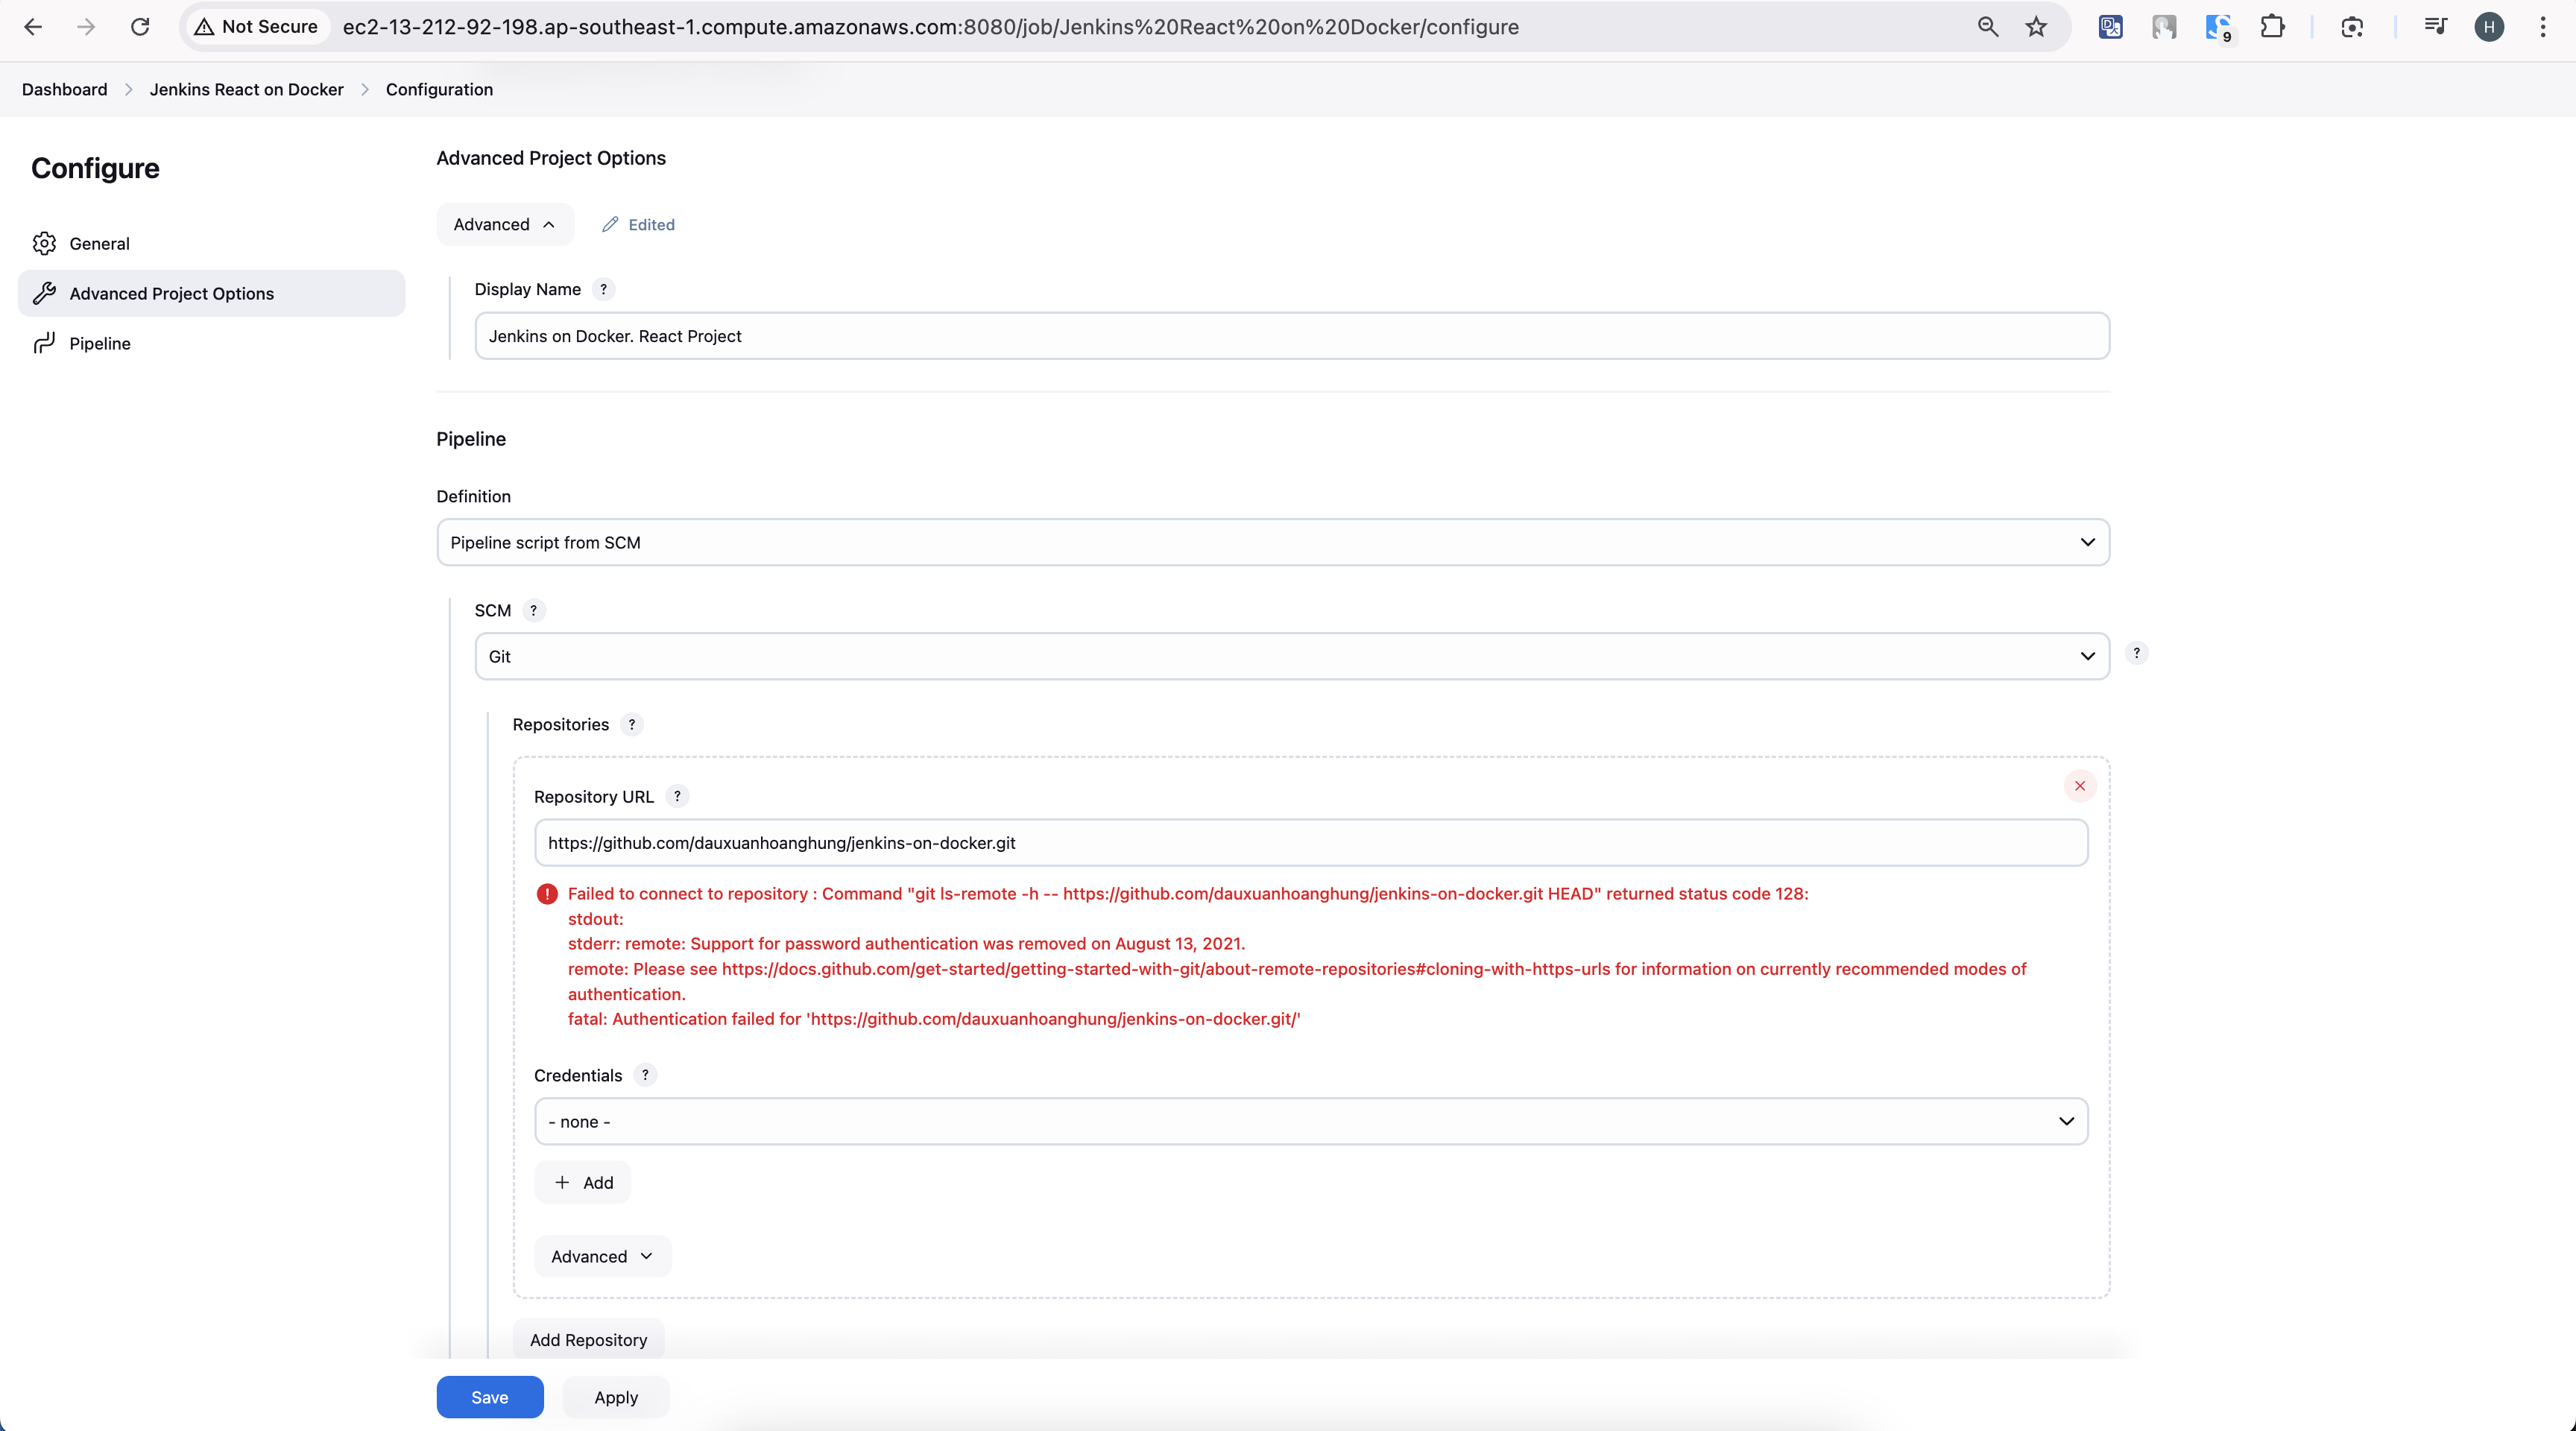 Not Secure
ec2-13-212-92-198.ap-southeast-1.compute.amazonaws.com:8080/job/Jenkins%20React%20on%20Docker/configure
9
H
Dashboard > Jenkins React on Docker > Configuration
Configure
General
Advanced Project Options
Pipeline
Advanced Project Options
Advanced
Edited
Display Name ?
Jenkins on Docker. React Project
Pipeline
Definition
Pipeline script from SCM
SCM ?
Git
?
Repositories ?
Repository URL ?
https://github.com/dauxuanhoanghung/jenkins-on-docker.git
Failed to connect to repository : Command "git ls-remote -h -- https://github.com/dauxuanhoanghung/jenkins-on-docker.git HEAD" returned status code 128:
stdout:
stderr: remote: Support for password authentication was removed on August 13, 2021.
remote: Please see https://docs.github.com/get-started/getting-started-with-git/about-remote-repositories#cloning-with-https-urls for information on currently recommended modes of
authentication.
fatal: Authentication failed for 'https://github.com/dauxuanhoanghung/jenkins-on-docker.git/'
Credentials ?
- none -
+ Add
Advanced
Add Repository
Save
Apply